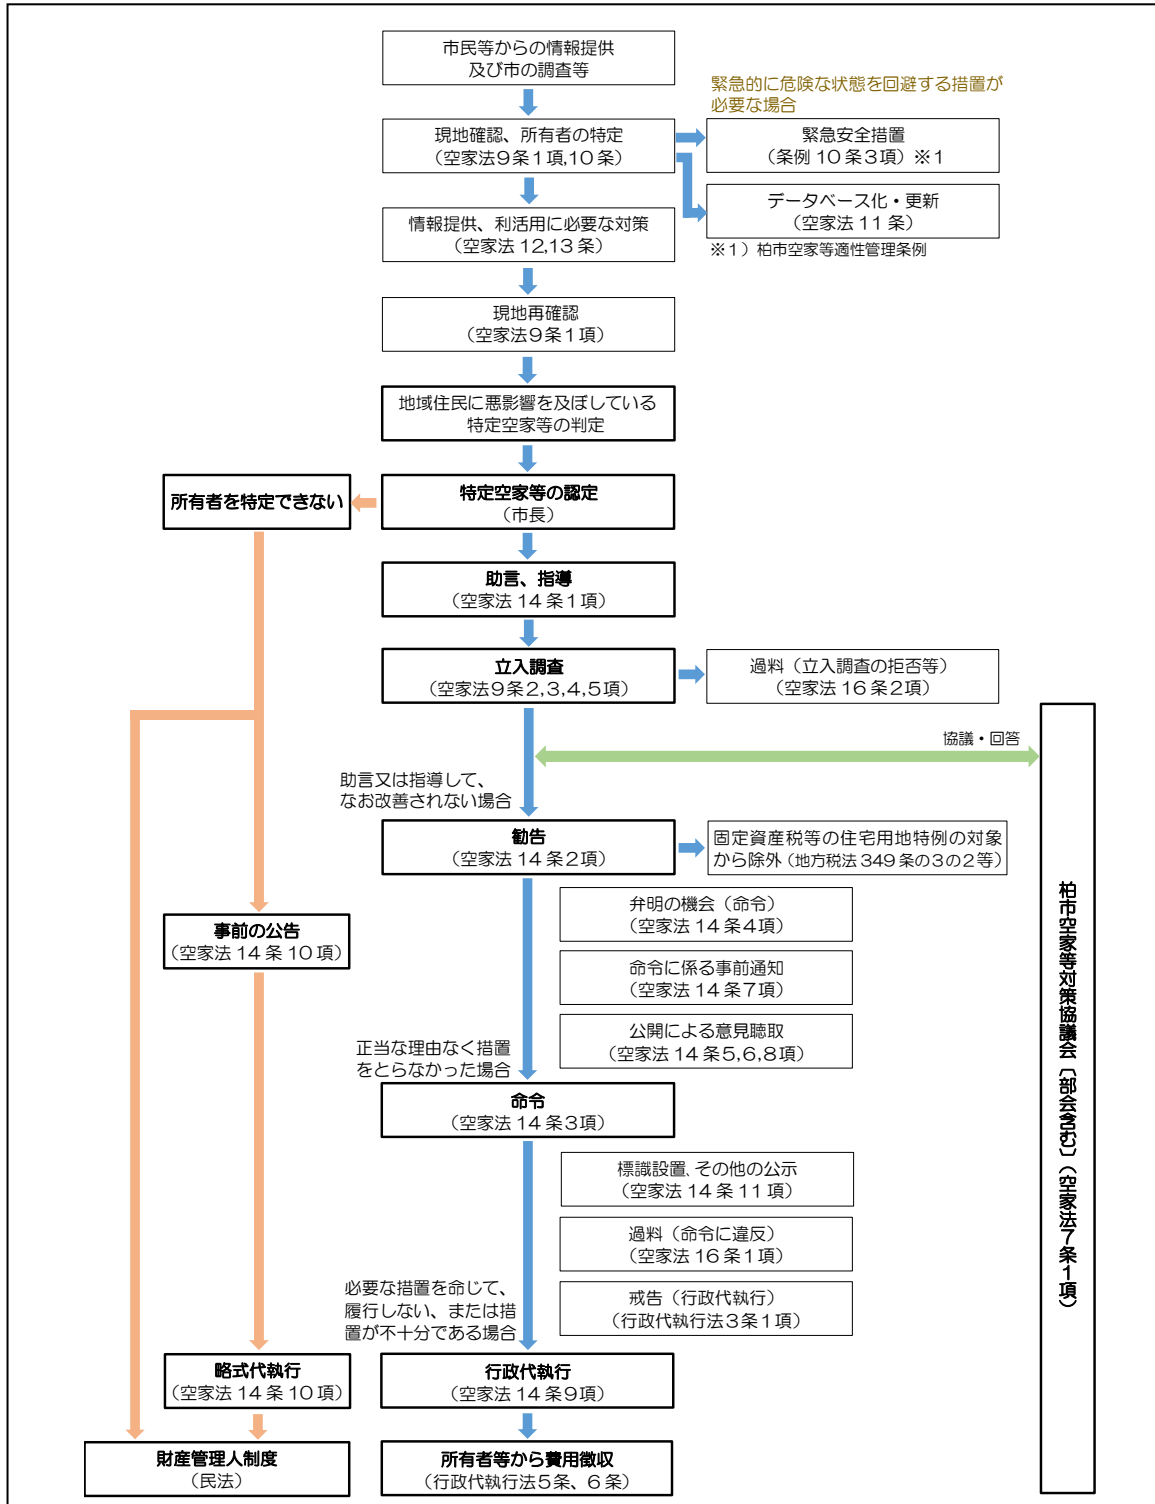 市民等からの情報提供
及び市の調査等
緊急的に危険な状態を回避する措置が
必要な場合
現地確認、所有者の特定
（空家法９条１項,10条）
緊急安全措置
（条例10条３項）※１
データベース化・更新
（空家法11条）
※１）柏市空家等適性管理条例
情報提供、利活用に必要な対策
（空家法12,13条）
現地再確認
（空家法９条１項）
地域住民に悪影響を及ぼしている
特定空家等の判定
所有者を特定できない
特定空家等の認定
（市長）
助言、指導
（空家法14条１項）
立入調査
（空家法９条２,３,４,５項）
過料（立入調査の拒否等）
（空家法16条２項）
協議・回答
助言又は指導して、
なお改善されない場合
勧告
（空家法14条２項）
固定資産税等の住宅用地特例の対象
から除外（地方税法349条の３の２等）
弁明の機会（命令）
（空家法14条４項）
事前の公告
（空家法14条10項）
命令に係る事前通知
（空家法14条７項）
公開による意見聴取
（空家法14条５,６,８項）
正当な理由なく措置
をとらなかった場合
命令
（空家法14条３項）
標識設置、その他の公示
（空家法14条11項）
過料（命令に違反）
（空家法16条１項）
戒告（行政代執行）
（行政代執行法３条１項）
必要な措置を命じて、
履行しない、または措
置が不十分である場合
略式代執行
（空家法14条10項）
行政代執行
（空家法14条９項）
財産管理人制度
（民法）
所有者等から費用徴収
（行政代執行法５条、６条）
柏市空家等対策協議会〔部会含む〕（空家法７条１項）